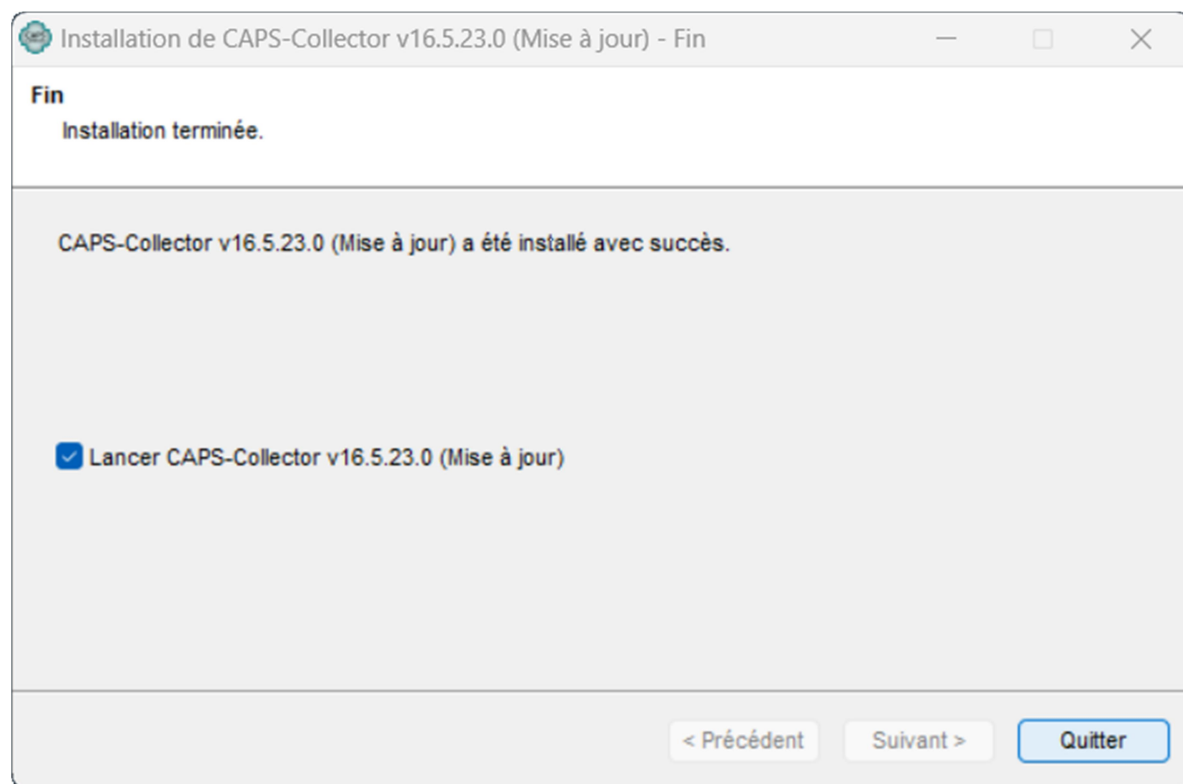 Installation de CAPS-Collector v16.5.23.0 (Mise à jour) - Fin
Fin
Installation terminée.
CAPS-Collector v16.5.23.0 (Mise à jour) a été installé avec succès.
Lancer CAPS-Collector v16.5.23.0 (Mise à jour)
< Précédent Suivant > Quitter